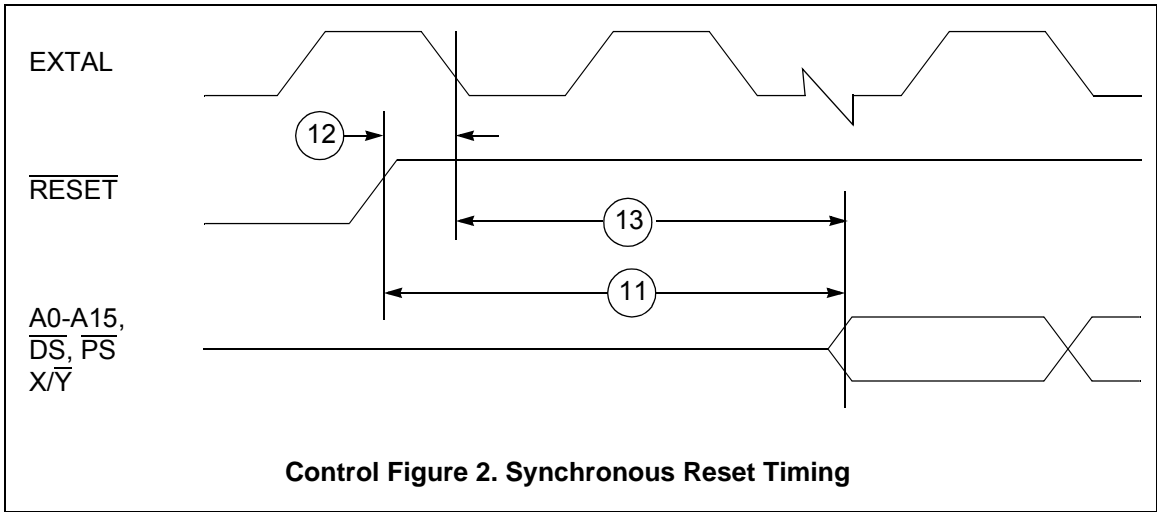 EXTAL
12
RESET
13
11
A0-A15,
DS, PS
X/Y
Control Figure 2. Synchronous Reset Timing